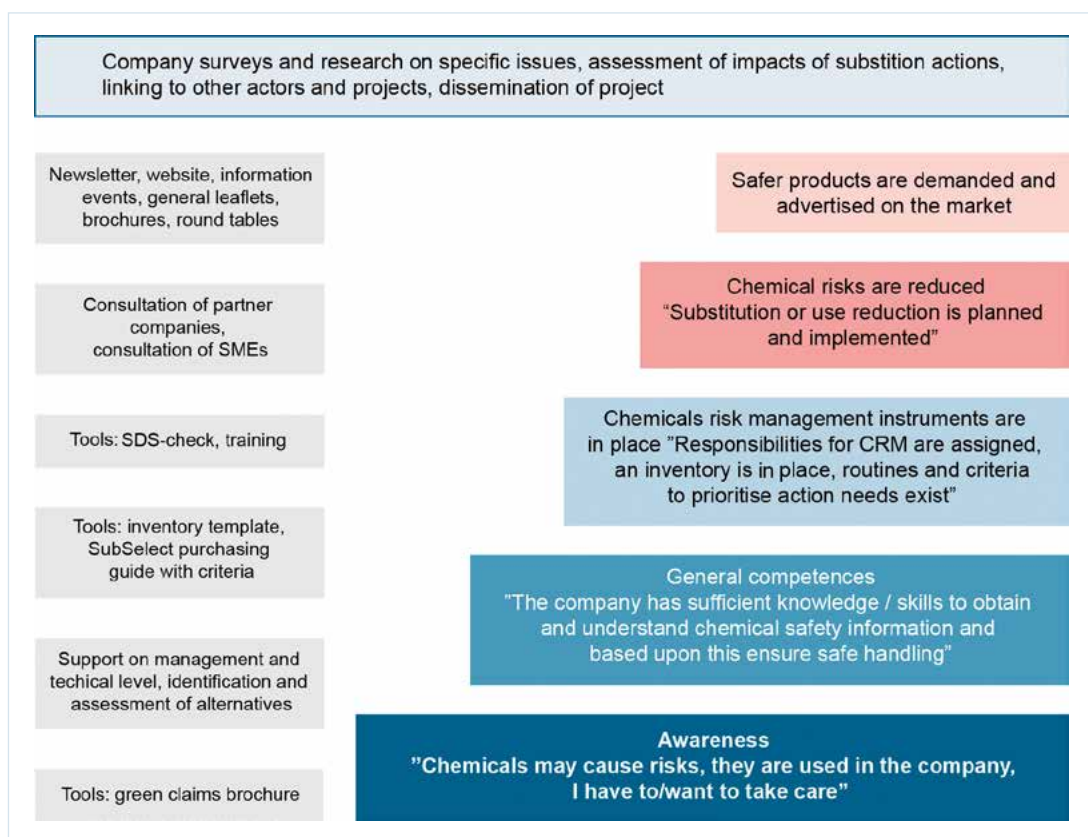 Company surveys and research on specific issues, assessment of impacts of substition actions,
linking to other actors and projects, dissemination of project
Newsletter, website, information
events, general leaflets,
brochures, round tables
Consultation of partner
companies,
consultation of SMEs
Tools: SDS-check, training
Tools: inventory template,
SubSelect purchasing
guide with criteria
Support on management and
techical level, identification and
assessment of alternatives
Tools: green claims brochure
Safer products are demanded and
advertised on the market
Chemical risks are reduced
“Substitution or use reduction is planned
and implemented”
Chemicals risk management instruments are
in place ”Responsibilities for CRM are assigned,
an inventory is in place, routines and criteria
to prioritise action needs exist”
General competences
”The company has sufficient knowledge / skills to obtain
and understand chemical safety information and
based upon this ensure safe handling”
Awareness
”Chemicals may cause risks, they are used in the company,
I have to/want to take care”